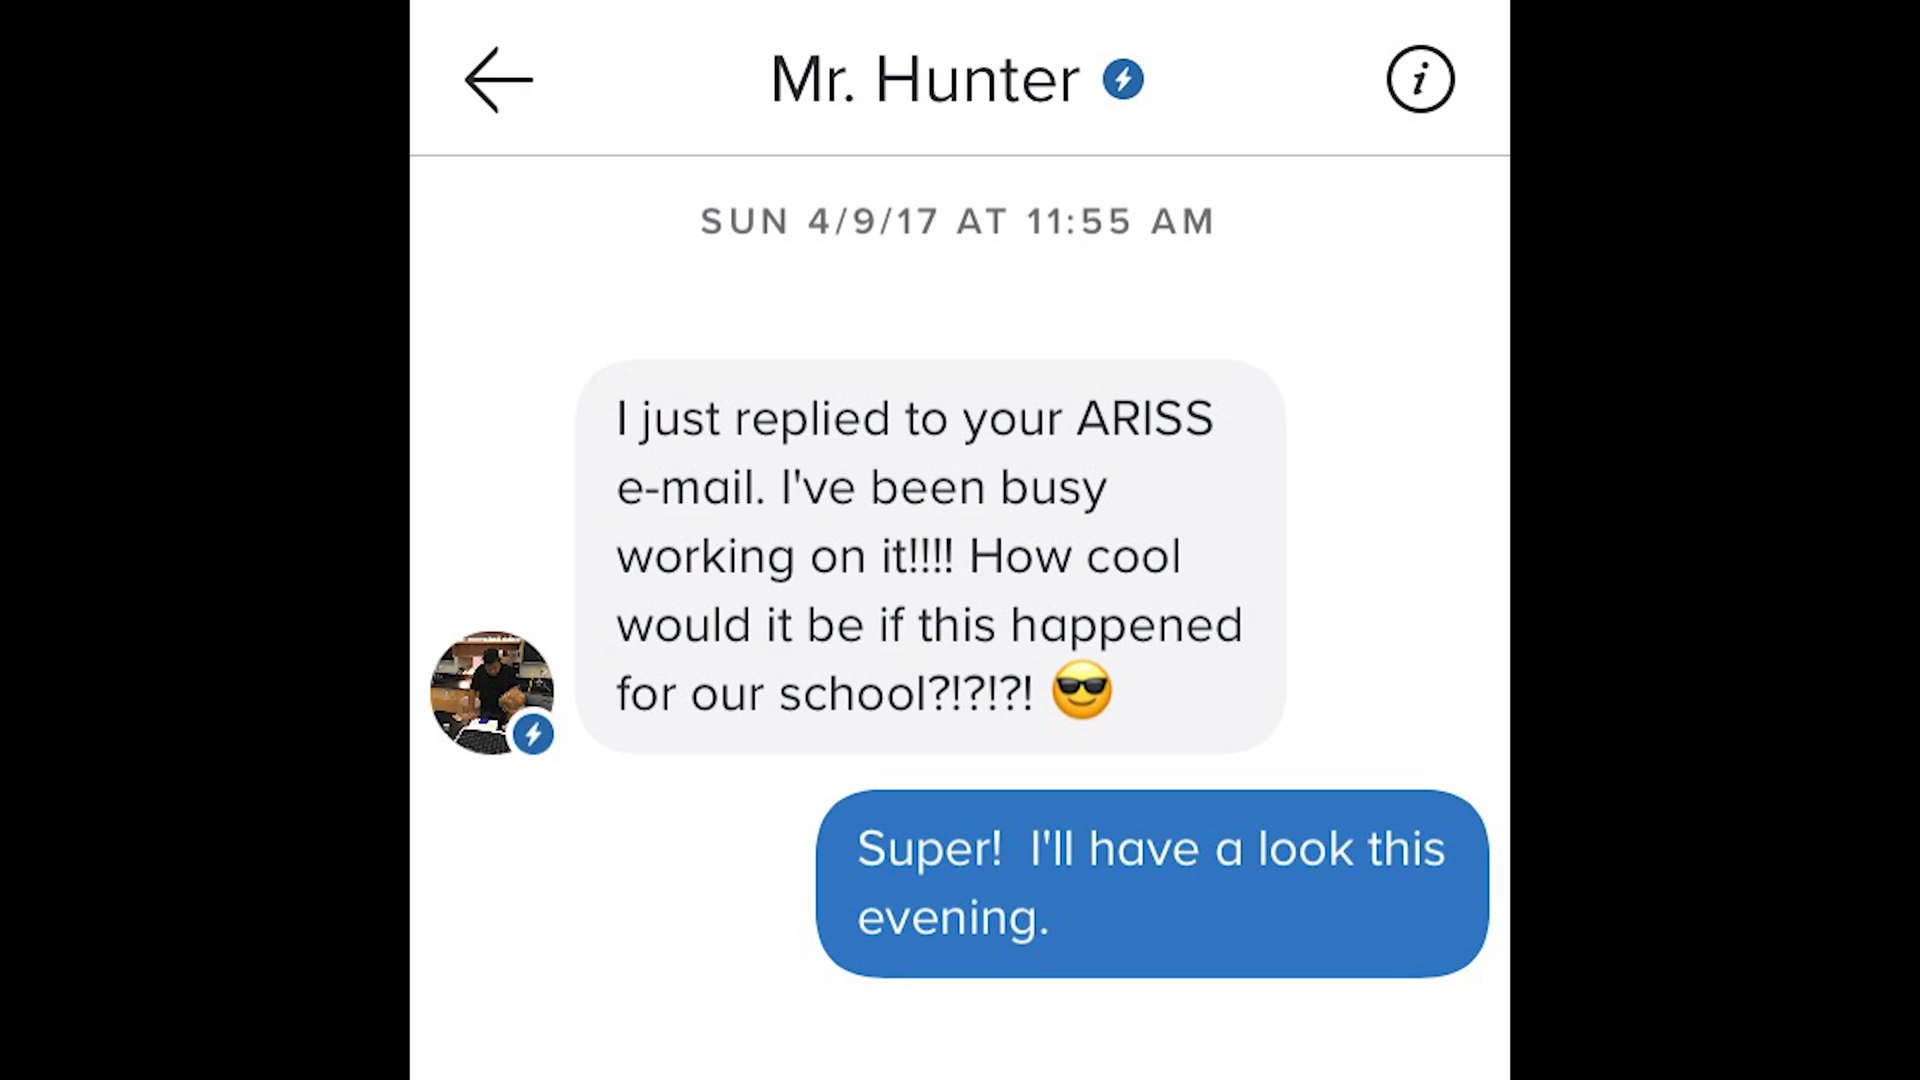 Mr. Hunter
SUN 4/9/17 AT 11:55 AM
I just replied to your ARISS
e-mail. I've been busy
working on it!!!! How cool
would it be if this happened
for our school?!?!?! 😎
Super!  I'll have a look this
evening.